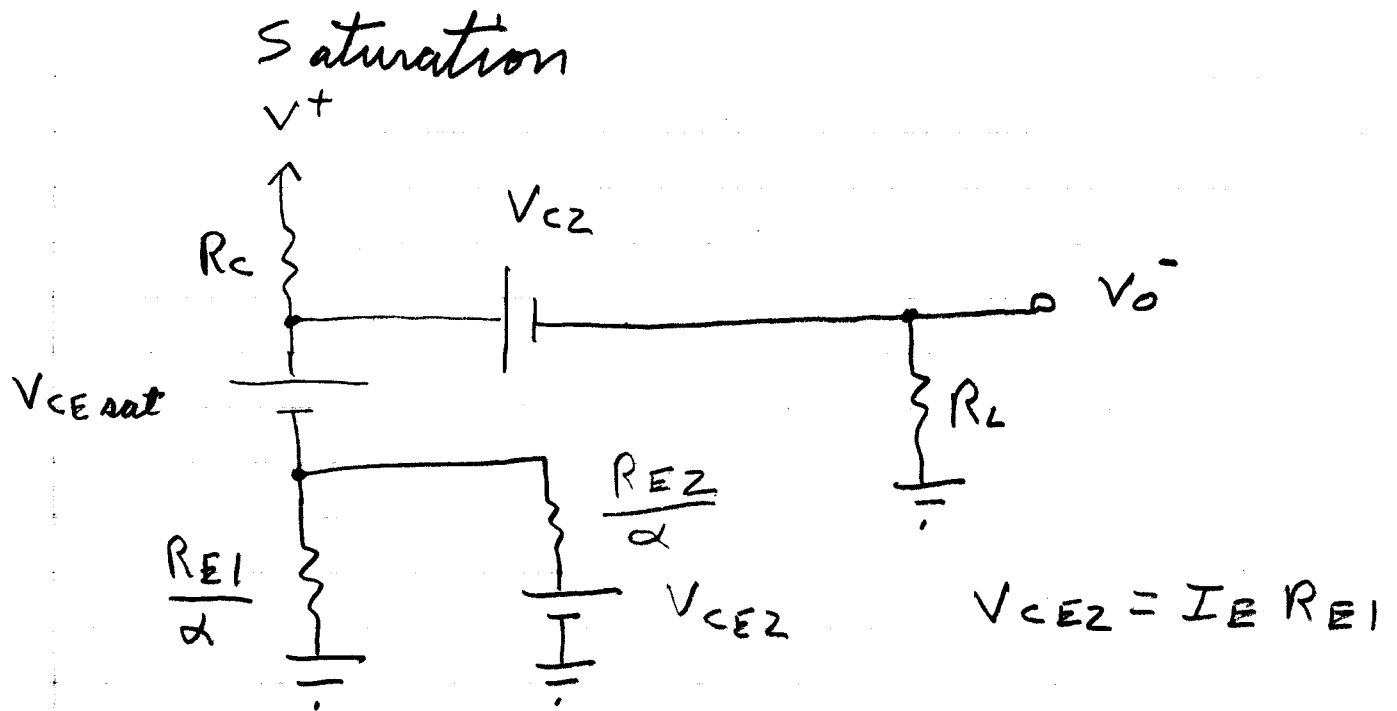 Saturation
V+
VC2
RC
VO-
VCE sat
RL
RE2
α
RE1
α
VCE2
VCE2 = IE RE1